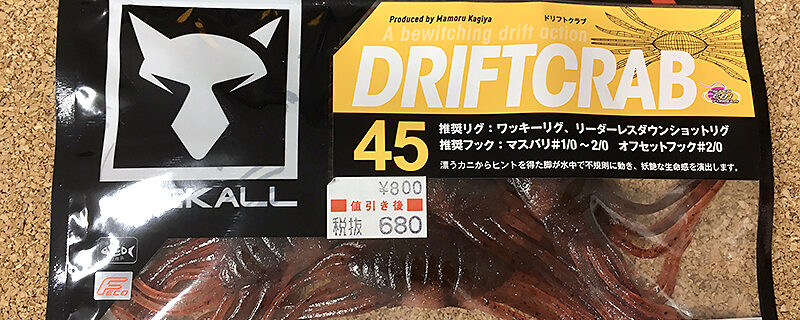 Produced by Mamoru Kagiya
ドリフトクラブ
A bewitching drift action
DRIFTCRAB
45
推奨リグ：ワッキーリグ、リーダーレスダウンショットリグ
推奨フック：マスバリ#1/0～2/0 オフセットフック#2/0
漂うカニからヒントを得た脚が水中で不規則に動き、妖艶な生命感を演出します。
KALL
¥800
値引き後
税抜 680
FECO